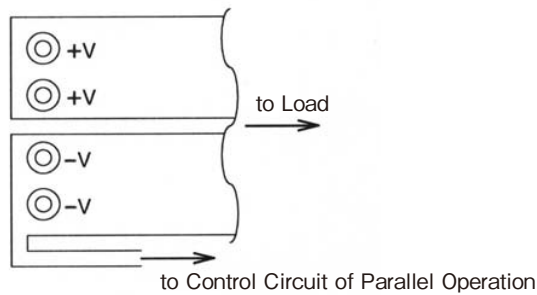 +V
+V
to Load
-V
-V
to Control Circuit of Parallel Operation